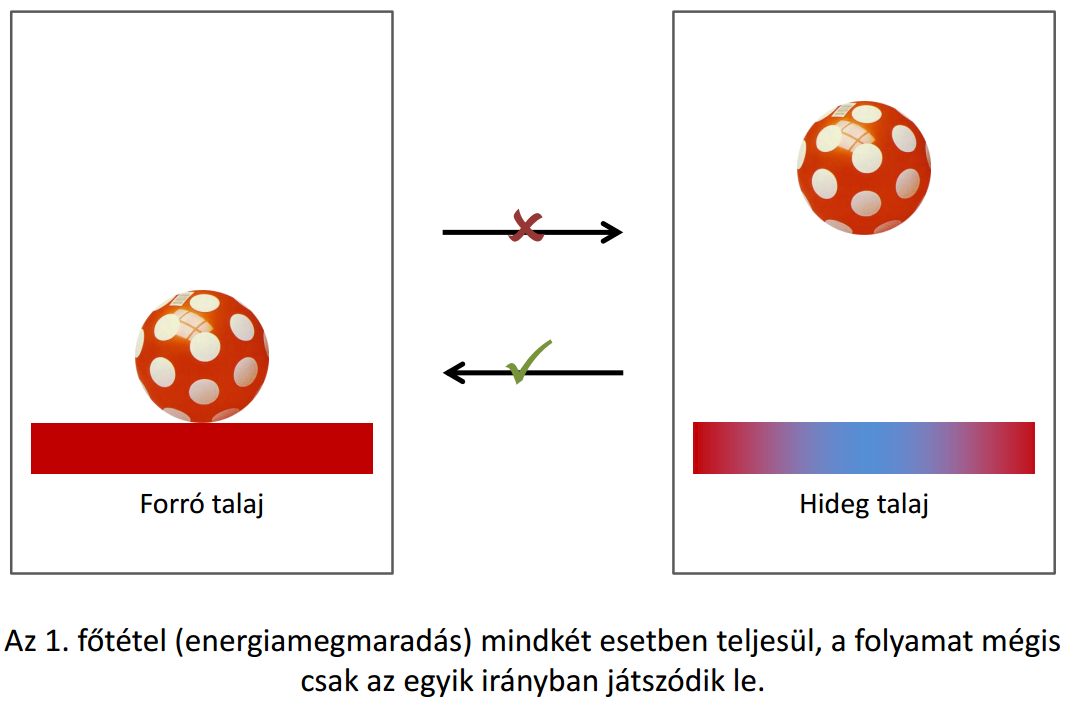 Forró talaj
Hideg talaj
Az 1. főtétel (energiamegmaradás) mindkét esetben teljesül, a folyamat mégis
csak az egyik irányban játszódik le.